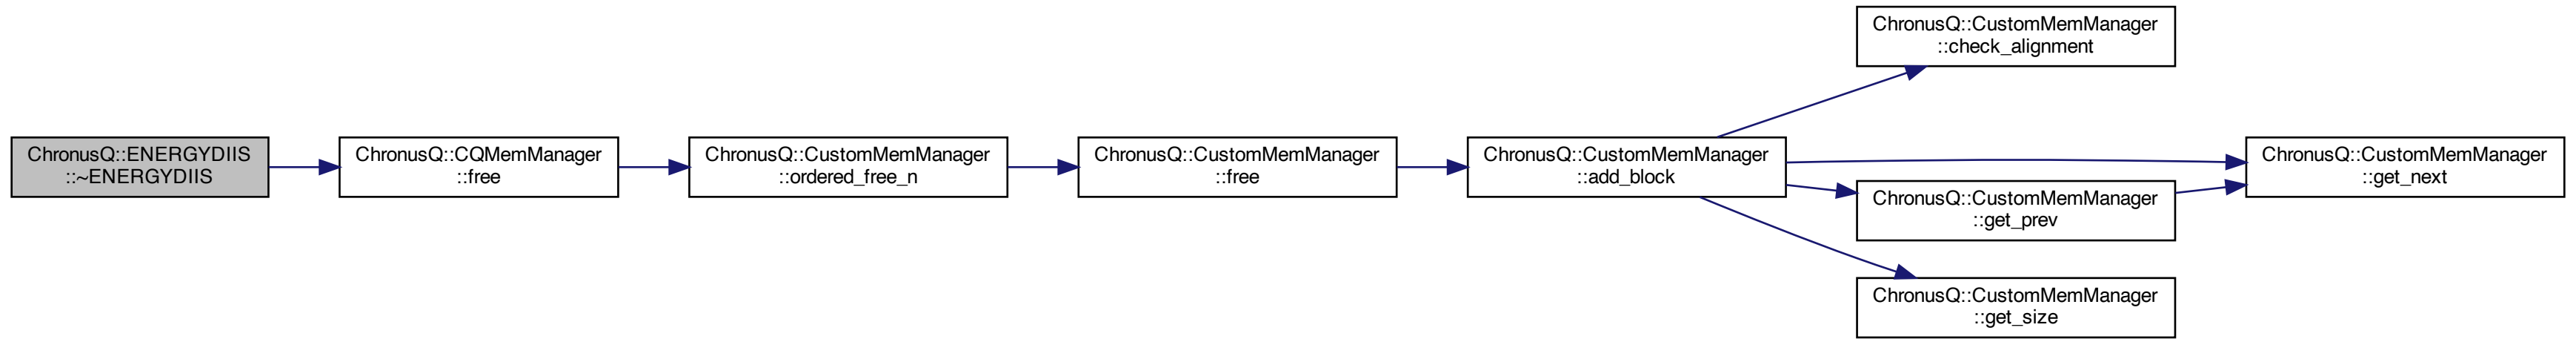 ChronusQ::ENERGYDIIS
::~ENERGYDIIS
ChronusQ::CQMemManager
::free
ChronusQ::CustomMemManager
::ordered_free_n
ChronusQ::CustomMemManager
::free
ChronusQ::CustomMemManager
::add_block
ChronusQ::CustomMemManager
::check_alignment
ChronusQ::CustomMemManager
::get_next
ChronusQ::CustomMemManager
::get_prev
ChronusQ::CustomMemManager
::get_size